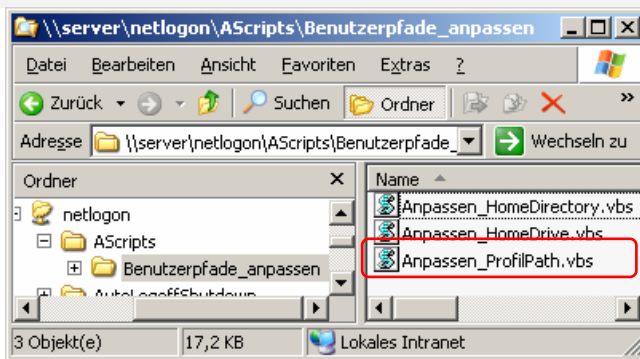 \\server\netlogon\AScripts\Benutzerpfade_anpassen
Datei Bearbeiten Ansicht Favoriten Extras ?
Zurück Suchen Ordner »
Adresse \\server\netlogon\AScripts\Benutzerpfade_ Wechseln zu
Ordner x
netlogon
AScripts
Benutzerpfade_anpassen
AutoLogoffShutdown
Name
Anpassen_HomeDirectory.vbs
Anpassen_HomeDrive.vbs
Anpassen_ProfilPath.vbs
3 Objekt(e) 17,2 KB Lokales Intranet